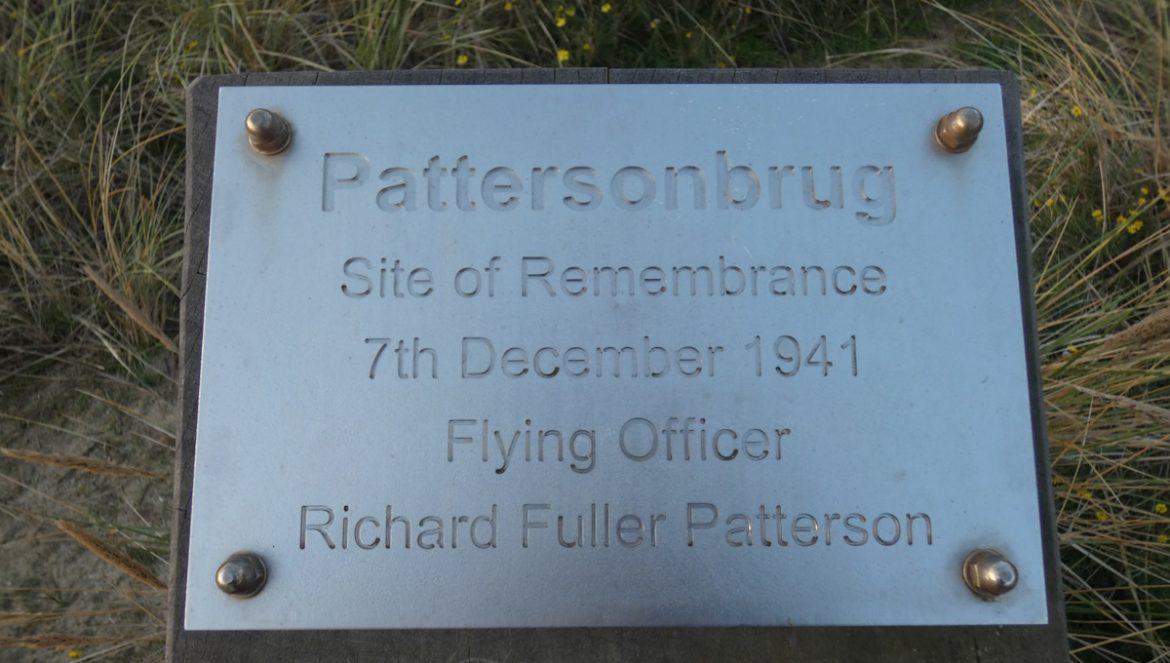 Pattersonbrug
Site of Remembrance
7th December 1941
Flying Officer
Richard Fuller Patterson